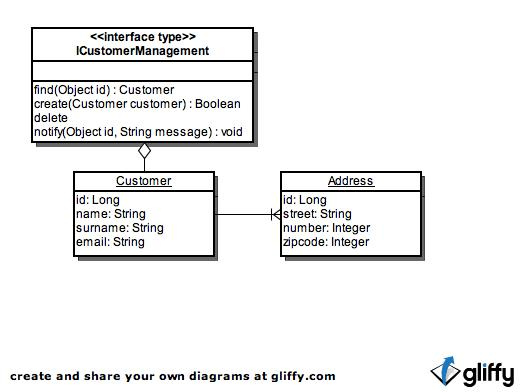 <<interface type>>
ICustomerManagement
find(Object id) : Customer
create(Customer customer) : Boolean
delete
notify(Object id, String message) : void
Customer
id: Long
name: String
surname: String
email: String
Address
id: Long
street: String
number: Integer
zipcode: Integer
create and share your own diagrams at gliffy.com
gliffy